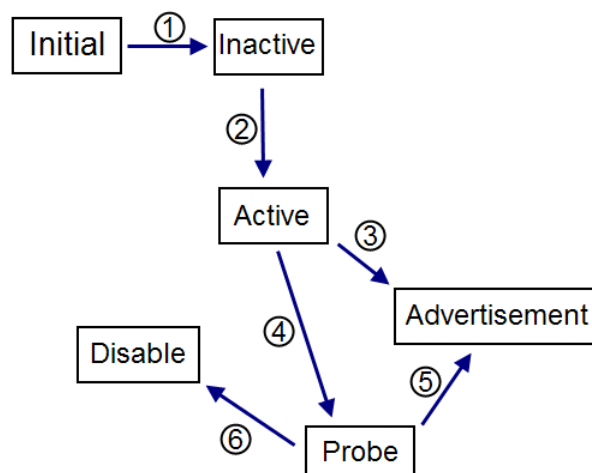 Initial
①
Inactive
②
Active
③
④
Advertisement
Disable
⑤
⑥
Probe